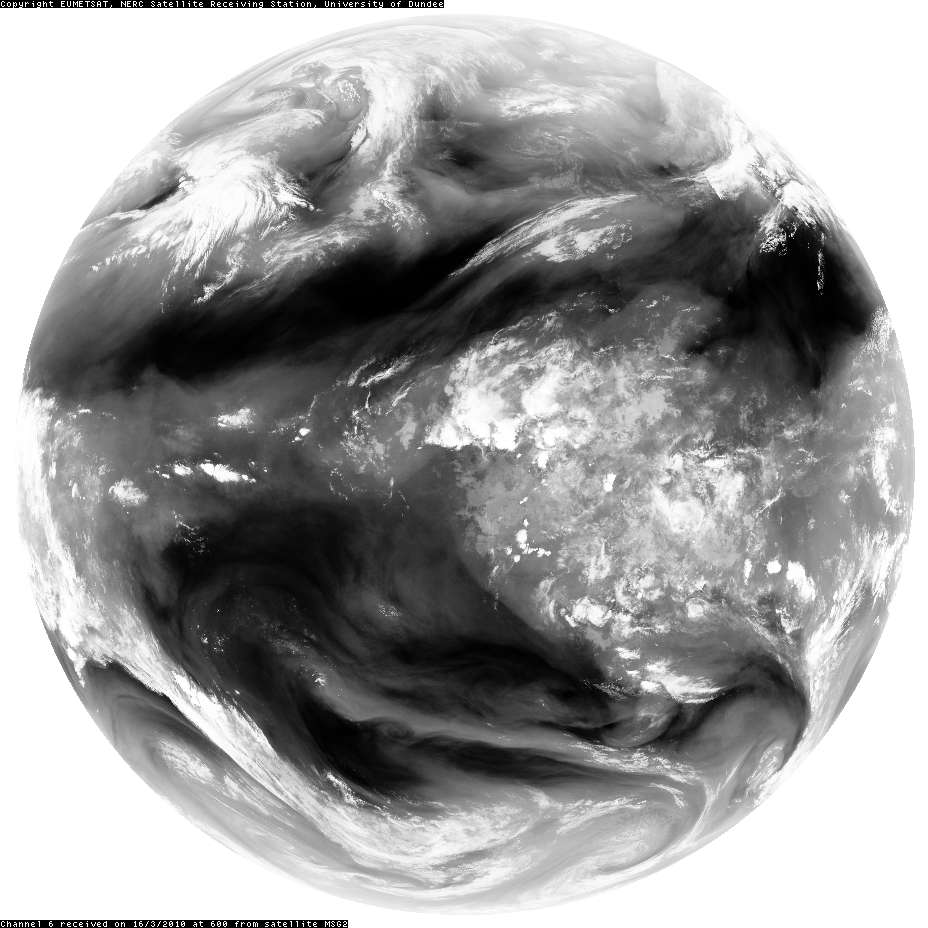 Copyright EUMETSAT, NERC Satellite Receiving Station, University of Dundee
Channel 6 received on 16/3/2010 at 600 from satellite MSG2